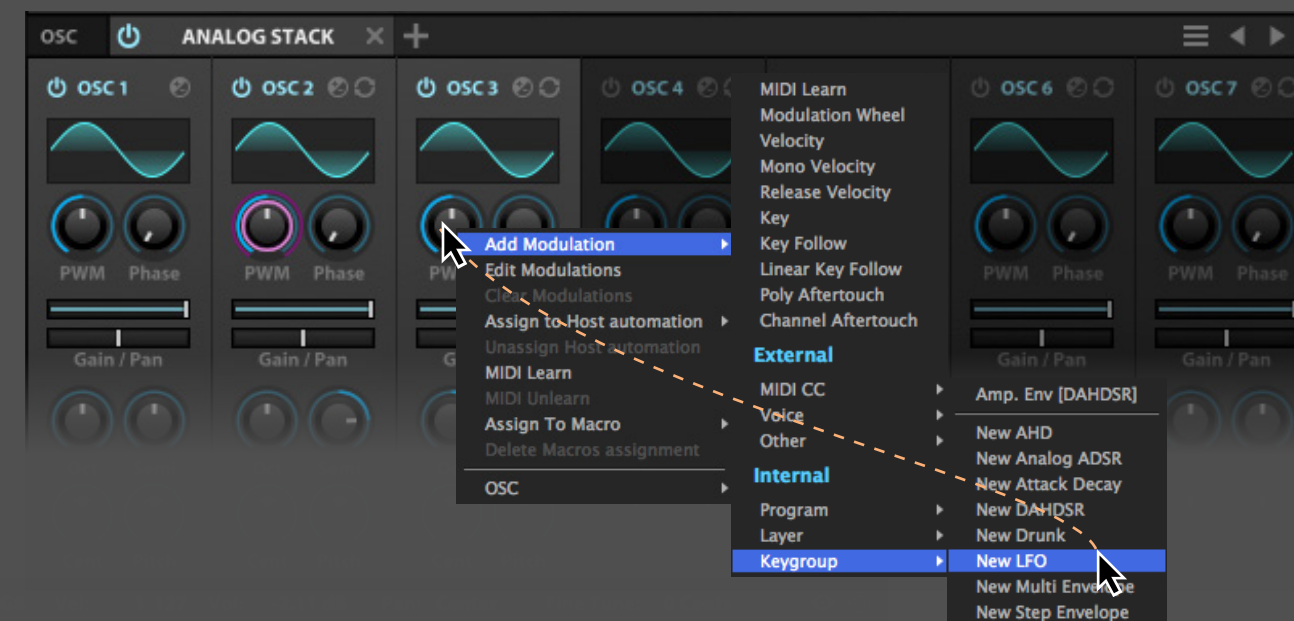 OSC ANALOG STACK
OSC 1 OSC 2 OSC 3 OSC 4 OSC 6 OSC 7
PWM Phase PWM Phase PW PWM Phase PWM Phase
Gain / Pan Gain / Pan G Gain / Pan Gain / Pan
Add Modulation
Edit Modulations
Clear Modulations
Assign to Host automation
Unassign Host automation
MIDI Learn
MIDI Unlearn
Assign To Macro
Delete Macros assignment
OSC
MIDI Learn
Modulation Wheel
Velocity
Mono Velocity
Release Velocity
Key
Key Follow
Linear Key Follow
Poly Aftertouch
Channel Aftertouch
External
MIDI CC
Voice
Other
Internal
Program
Layer
Keygroup
Amp. Env [DAHDSR]
New AHD
New Analog ADSR
New Attack Decay
New DAHDSR
New Drunk
New LFO
New Multi Envelope
New Step Envelope